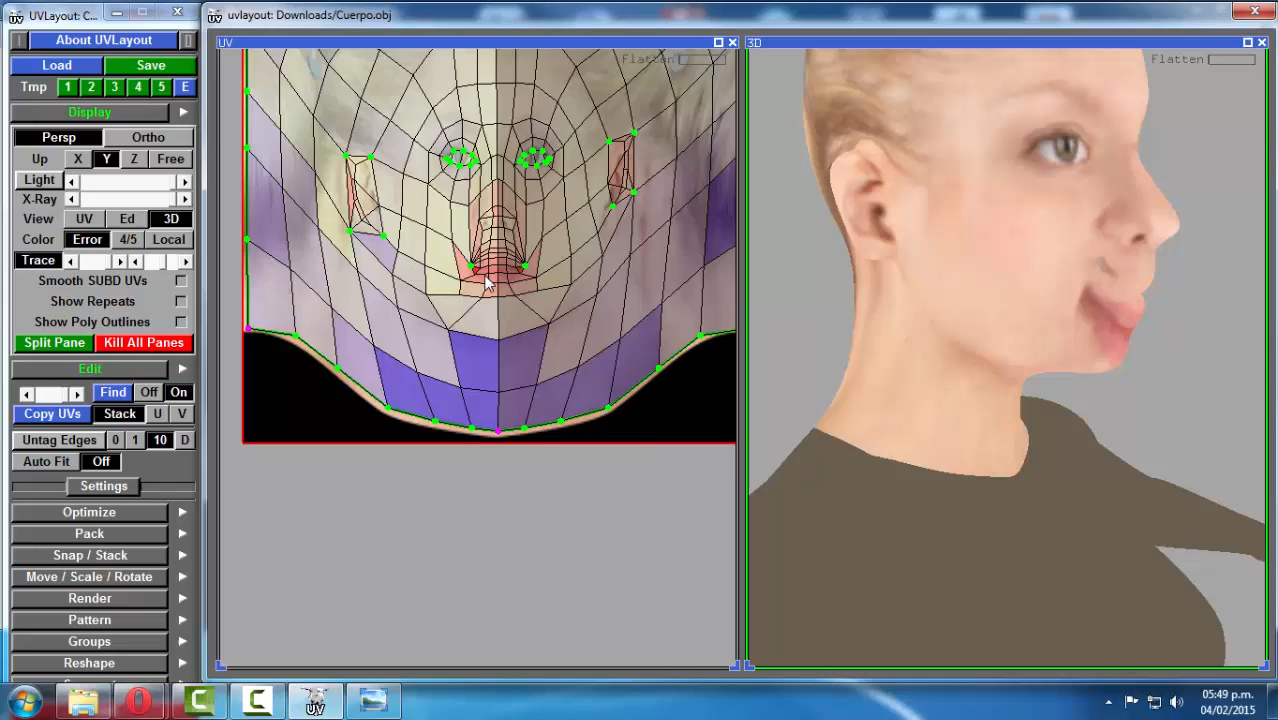 UVLayout: C...
uvlayout: Downloads/Cuerpo.obj
About UVLayout
Load Save
Tmp 1 2 3 4 5 E
Display
Persp Ortho
Up X Y Z Free
Light
X-Ray
View UV Ed 3D
Color Error 4/5 Local
Trace
Smooth SUBD UVs
Show Repeats
Show Poly Outlines
Split Pane Kill All Panes
Edit
Find Off On
Copy UVs Stack U V
Untag Edges 0 1 10 D
Auto Fit Off
Settings
Optimize
Pack
Snap / Stack
Move / Scale / Rotate
Render
Pattern
Groups
Reshape
UV
Flatten
3D
Flatten
UV
05:49 p.m.
04/02/2015